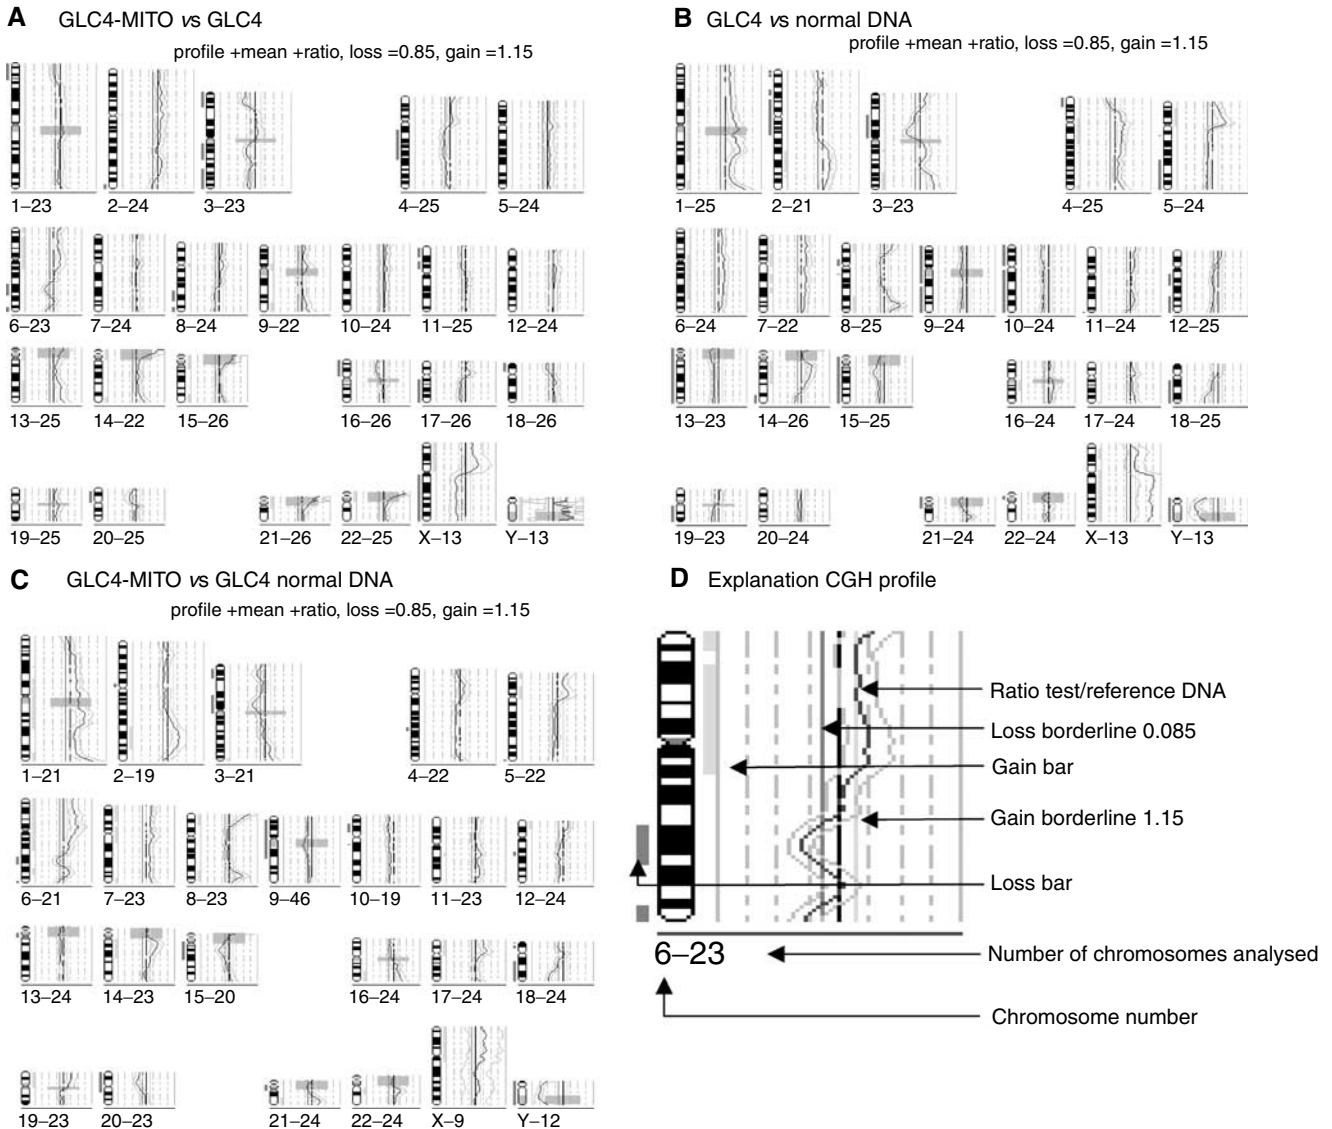 A GLC4-MITO vs GLC4
profile +mean +ratio, loss =0.85, gain =1.15
1–23 2–24 3–23 4–25 5–24
6–23 7–24 8–24 9–22 10–24 11–25 12–24
13–25 14–22 15–26 16–26 17–26 18–26
19–25 20–25 21–26 22–25 X–13 Y–13
B GLC4 vs normal DNA
profile +mean +ratio, loss =0.85, gain =1.15
1–25 2–21 3–23 4–25 5–24
6–24 7–22 8–25 9–24 10–24 11–24 12–25
13–23 14–26 15–25 16–24 17–24 18–25
19–23 20–24 21–24 22–24 X–13 Y–13
C GLC4-MITO vs GLC4 normal DNA
profile +mean +ratio, loss =0.85, gain =1.15
1–21 2–19 3–21 4–22 5–22
6–21 7–23 8–23 9–46 10–19 11–23 12–24
13–24 14–23 15–20 16–24 17–24 18–24
19–23 20–23 21–24 22–24 X–9 Y–12
D Explanation CGH profile
Ratio test/reference DNA
Loss borderline 0.085
Gain bar
Gain borderline 1.15
Loss bar
6–23
Number of chromosomes analysed
Chromosome number